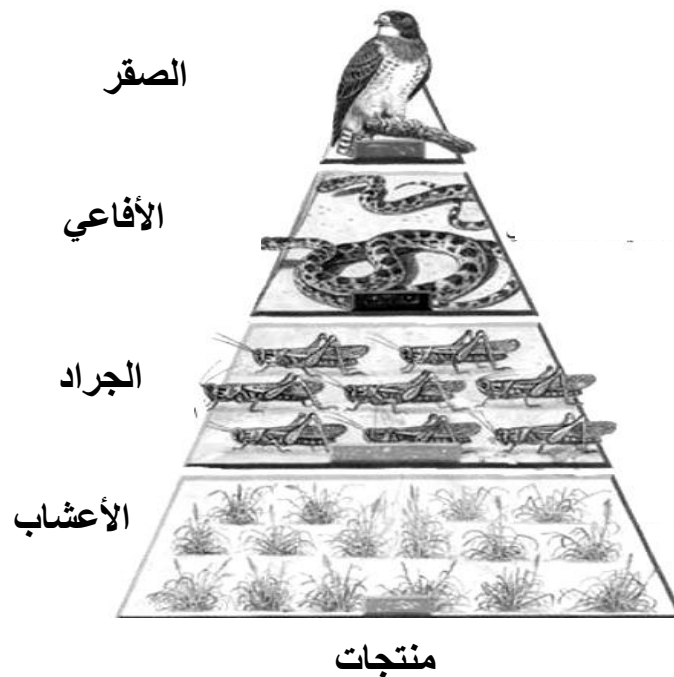 الصقر
الأفاعي
الجراد
الأعشاب
منتجات